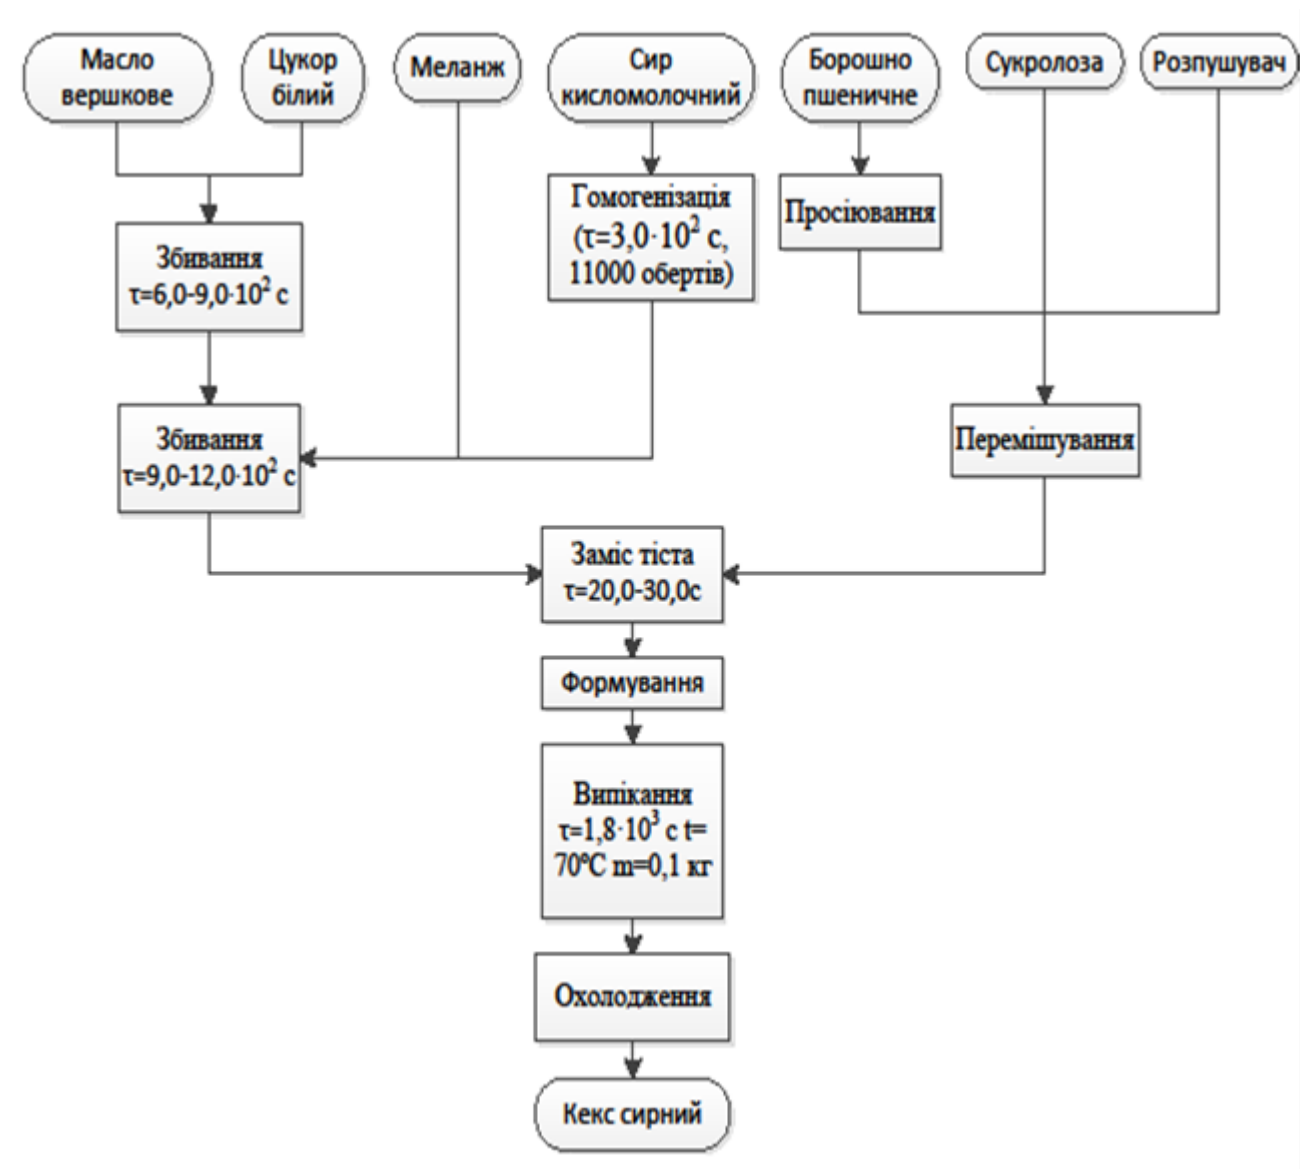 Масло
вершкове
Цукор
білий
Меланж
Сир
кисломолочний
Борошно
пшеничне
Сукролоза
Розпушувач
Гомогенізація
(τ=3,0·10² с,
11000 обертів)
Просіювання
Збивання
τ=6,0-9,0·10² с
Збивання
τ=9,0-12,0·10² с
Перемішування
Заміс тіста
τ=20,0-30,0с
Формування
Випікання
τ=1,8·10³ с t=
70ºС m=0,1 кг
Охолодження
Кекс сирний